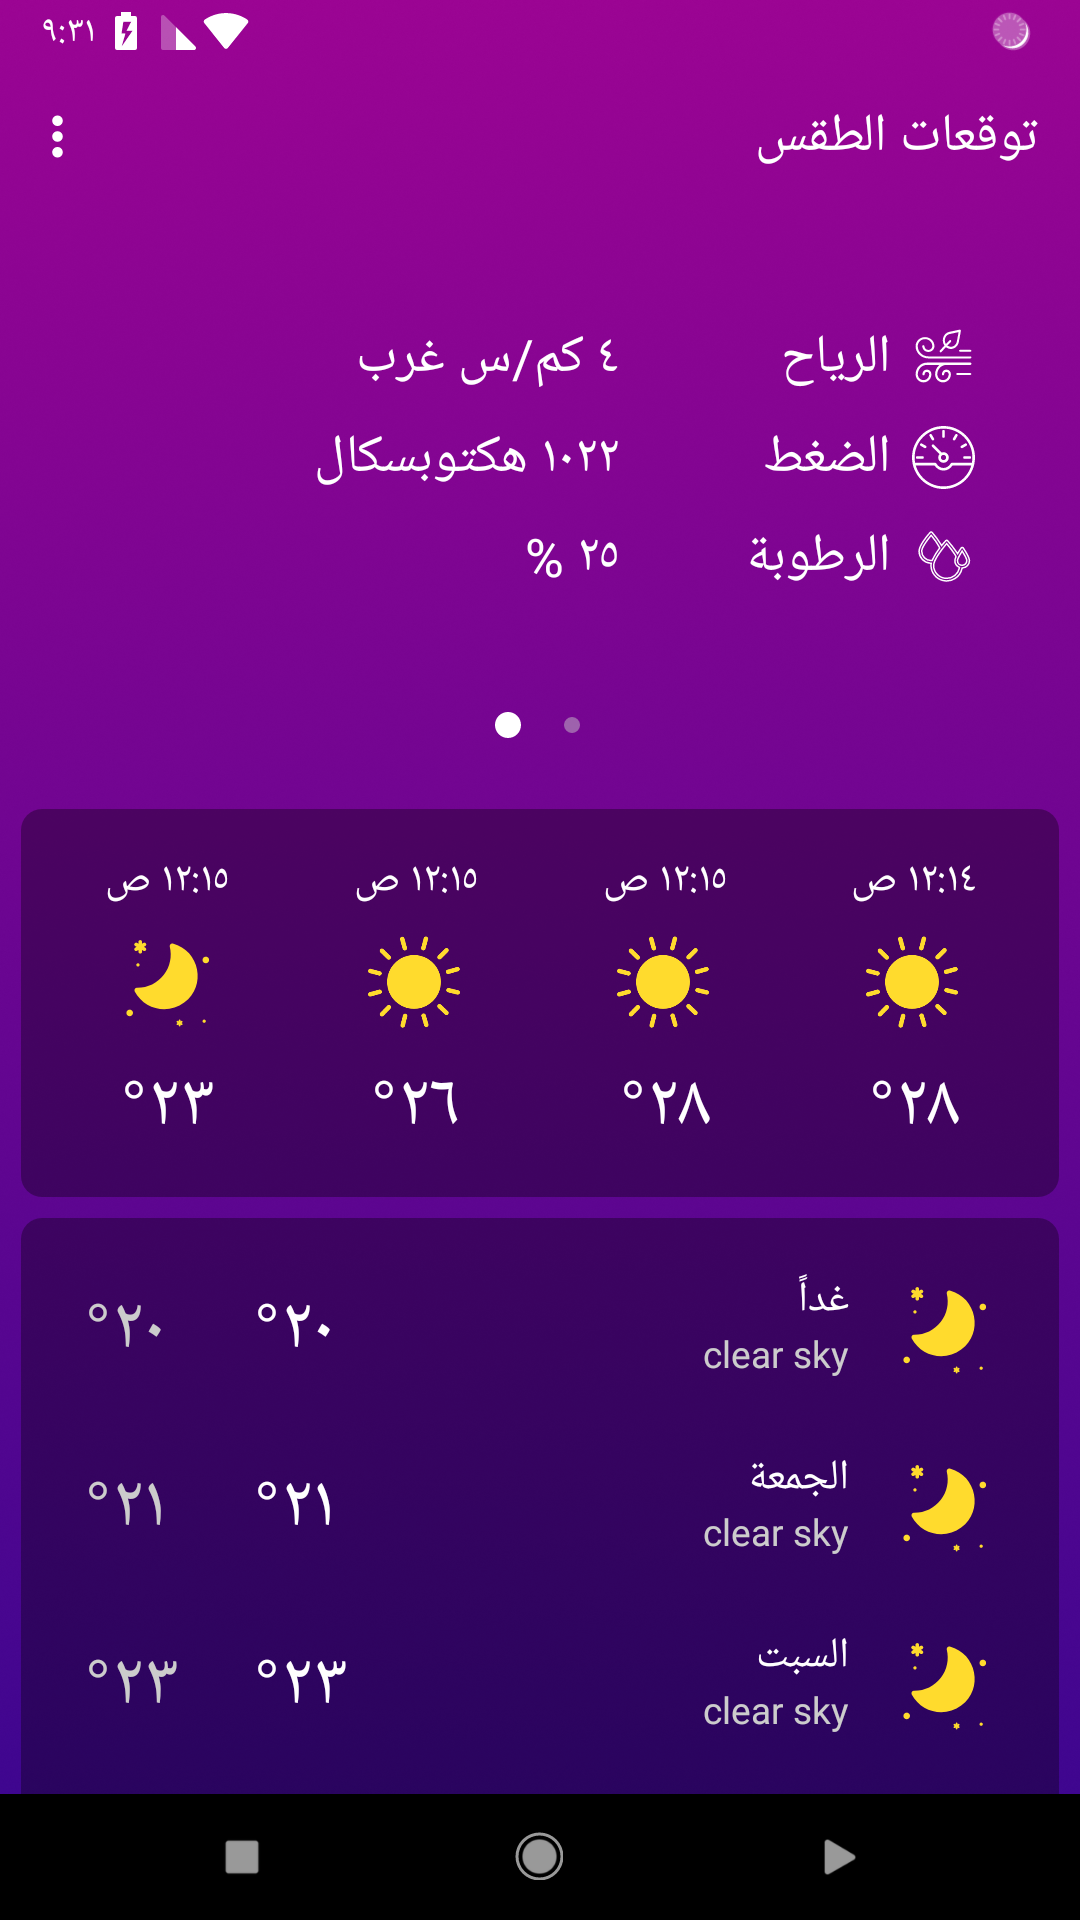 ٩:٣١
توقعات الطقس
الرياح ٤ كم/س غرب
الضغط ١٠٢٢ هكتوبسكال
الرطوبة ٢٥ %
١٢:١٤ ص ١٢:١٥ ص ١٢:١٥ ص ١٢:١٥ ص
٢٨° ٢٨° ٢٦° ٢٣°
غداً
clear sky
٢٠° ٢٠°
الجمعة
clear sky
٢١° ٢١°
السبت
clear sky
٢٣° ٢٣°